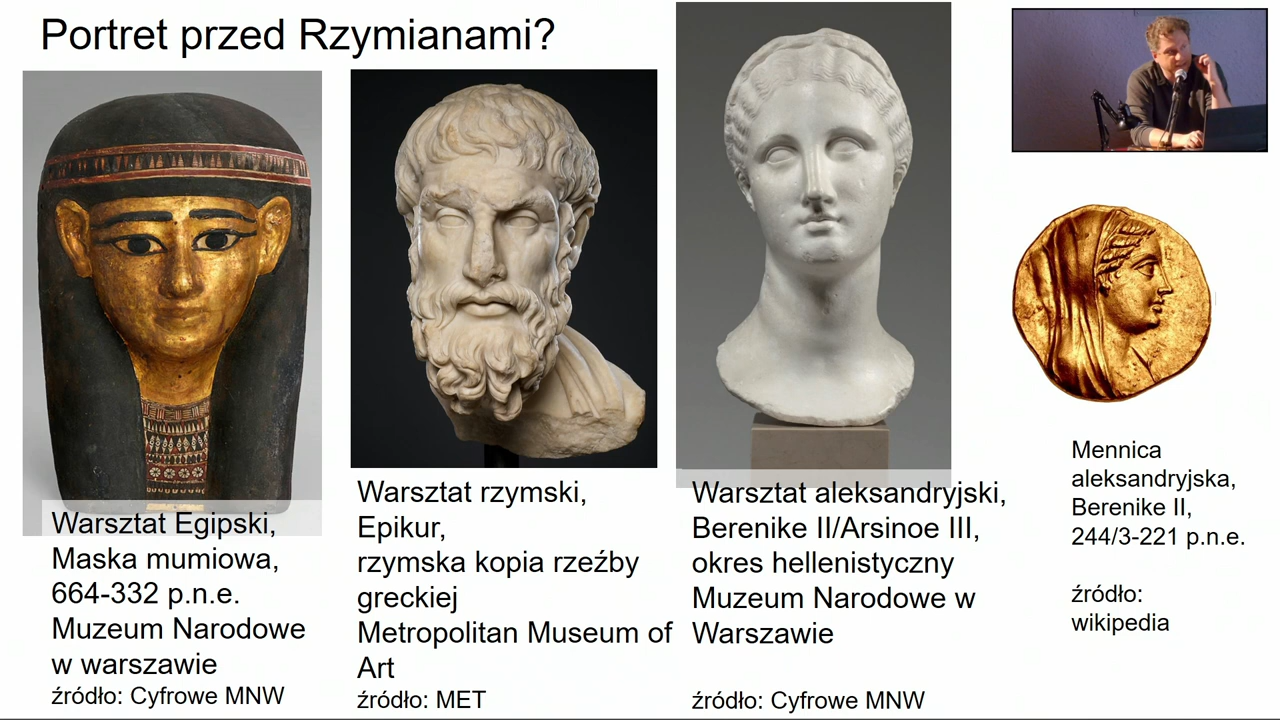 Portret przed Rzymianami?
Warsztat Egipski,
Maska mumiowa,
664-332 p.n.e.
Muzeum Narodowe
w warszawie
źródło: Cyfrowe MNW
Warsztat rzymski,
Epikur,
rzymska kopia rzeźby
greckiej
Metropolitan Museum of
Art
źródło: MET
Warsztat aleksandryjski,
Berenike II/Arsinoe III,
okres hellenistyczny
Muzeum Narodowe w
Warszawie
źródło: Cyfrowe MNW
Mennica
aleksandryjska,
Berenike II,
244/3-221 p.n.e.
źródło:
wikipedia